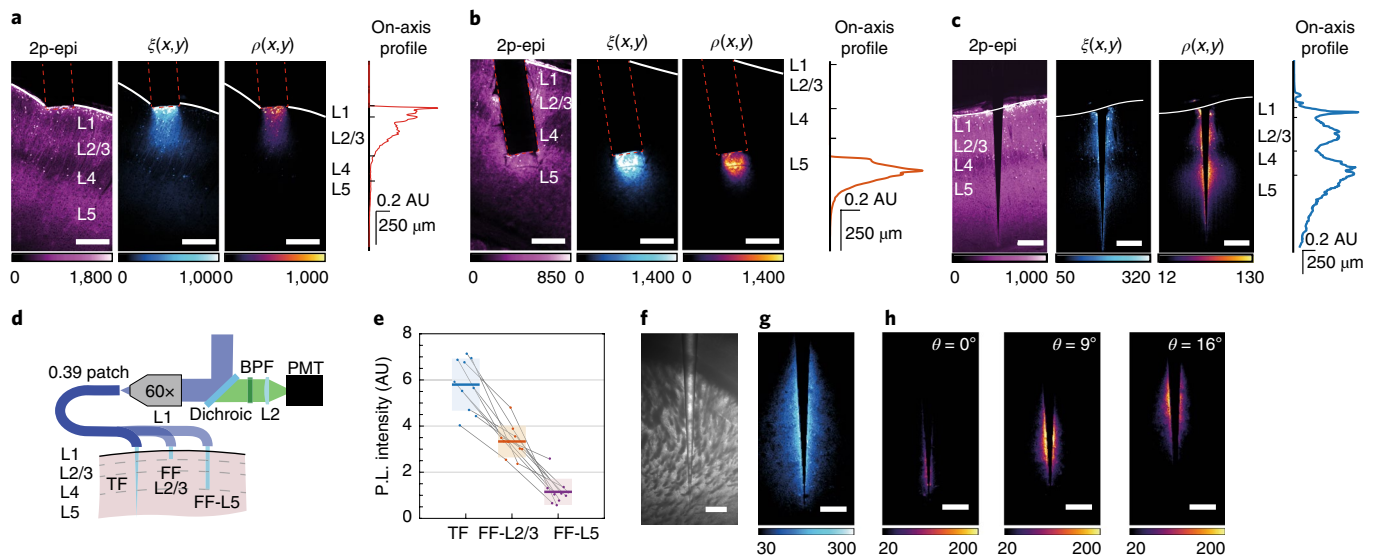 a
2p-epi
ξ(x,y)
ρ(x,y)
On-axis
profile
L1
L2/3
L4
L5
L1
L2/3
L4
L5
0.2 AU
250 μm
0
1,800
0
1,0000
0
1,000
b
2p-epi
ξ(x,y)
ρ(x,y)
On-axis
profile
L1
L2/3
L4
L5
L1
L2/3
L4
L5
0.2 AU
250 μm
0
850
0
1,400
0
1,400
c
2p-epi
ξ(x,y)
ρ(x,y)
On-axis
profile
L1
L2/3
L4
L5
L1
L2/3
L4
L5
0.2 AU
250 μm
0
1,000
50
320
12
130
d
0.39 patch
60×
L1
Dichroic
BPF
L2
PMT
L1
L2/3
L4
L5
TF
FF
L2/3
FF-L5
e
P.L. intensity (AU)
8
6
4
2
0
TF
FF-L2/3
FF-L5
f
g
30
300
h
θ = 0°
20
200
θ = 9°
20
200
θ = 16°
20
200